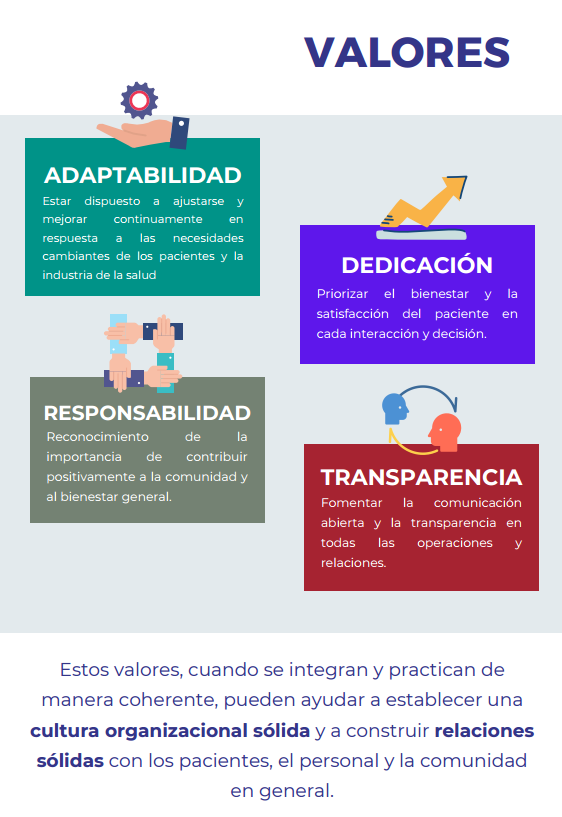 VALORES
ADAPTABILIDAD
Estar dispuesto a ajustarse y
mejorar continuamente en
respuesta a las necesidades
cambiantes de los pacientes y la
industria de la salud
DEDICACIÓN
Priorizar el bienestar y la
satisfacción del paciente en
cada interacción y decisión.
RESPONSABILIDAD
Reconocimiento de la
importancia de contribuir
positivamente a la comunidad y
al bienestar general.
TRANSPARENCIA
Fomentar la comunicación
abierta y la transparencia en
todas las operaciones y
relaciones.
Estos valores, cuando se integran y practican de
manera coherente, pueden ayudar a establecer una
cultura organizacional sólida y a construir relaciones
sólidas con los pacientes, el personal y la comunidad
en general.